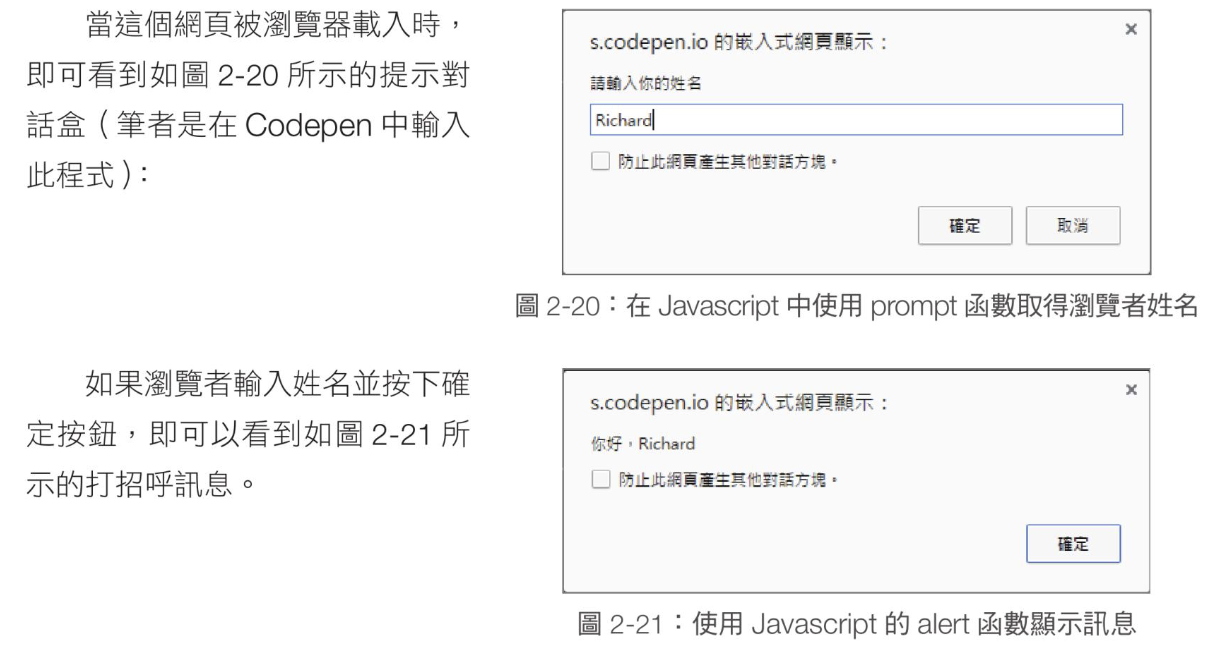 當這個網頁被瀏覽器載入時，
即可看到如圖 2-20 所示的提示對
話盒（筆者是在 Codepen 中輸入
此程式）：
s.codepen.io 的嵌入式網頁顯示：
×
請輸入你的姓名
Richard
防止此網頁產生其他對話方塊。
確定
取消
圖 2-20：在 Javascript 中使用 prompt 函數取得瀏覽者姓名
如果瀏覽者輸入姓名並按下確
定按鈕，即可以看到如圖 2-21 所
示的打招呼訊息。
s.codepen.io 的嵌入式網頁顯示：
×
你好，Richard
防止此網頁產生其他對話方塊。
確定
圖 2-21：使用 Javascript 的 alert 函數顯示訊息